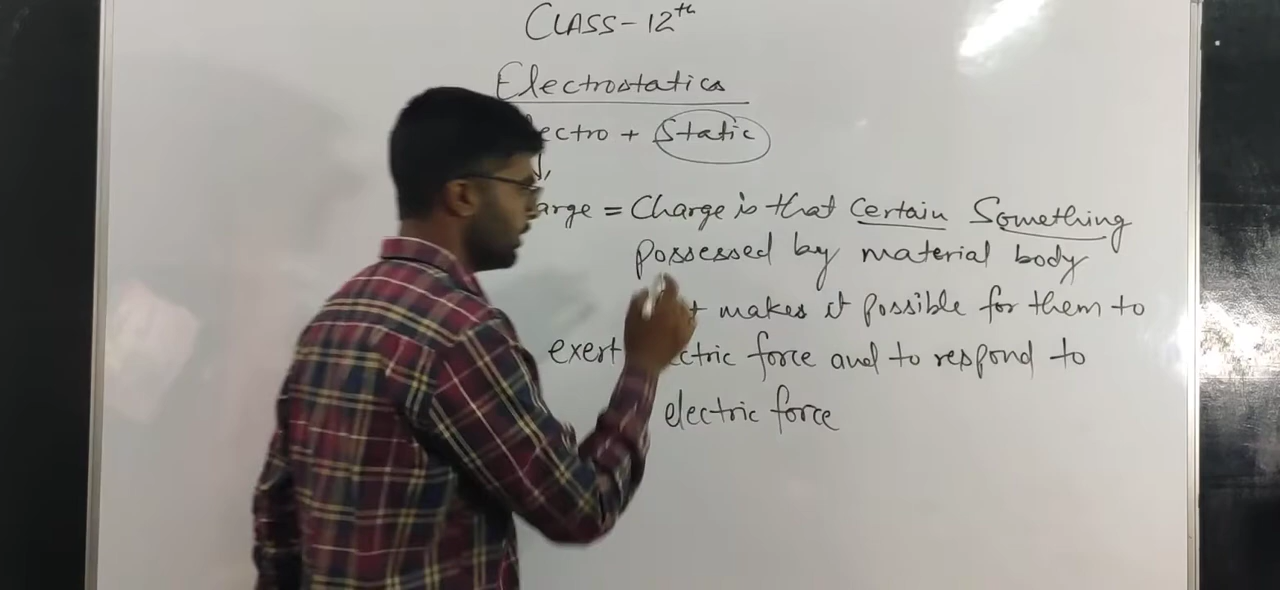 CLASS-12th
Electrostatics
ectro + Static
arge = Charge is that Certain Something
possessed by material body
makes it possible for them to
exert ctric force and to respond to
electric force